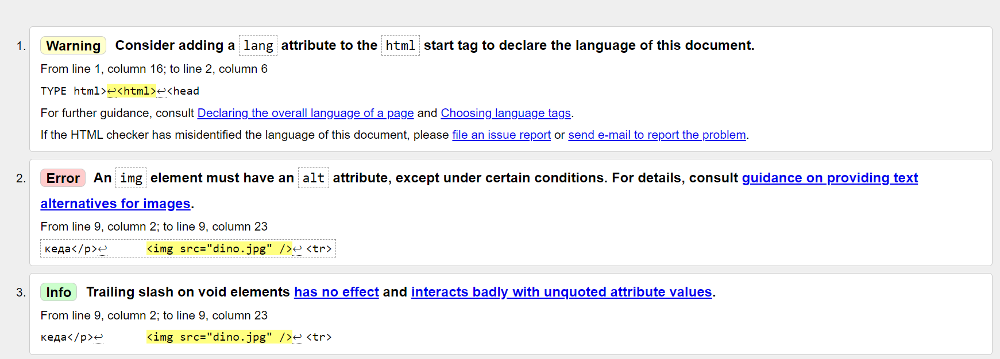 1. Warning Consider adding a lang attribute to the html start tag to declare the language of this document.
From line 1, column 16; to line 2, column 6
TYPE html>↩<html>↩<head
For further guidance, consult Declaring the overall language of a page and Choosing language tags.
If the HTML checker has misidentified the language of this document, please file an issue report or send e-mail to report the problem.
2. Error An img element must have an alt attribute, except under certain conditions. For details, consult guidance on providing text
alternatives for images.
From line 9, column 2; to line 9, column 23
кеда</p>↩ <img src="dino.jpg" />↩ <tr>
3. Info Trailing slash on void elements has no effect and interacts badly with unquoted attribute values.
From line 9, column 2; to line 9, column 23
кеда</p>↩ <img src="dino.jpg" />↩ <tr>